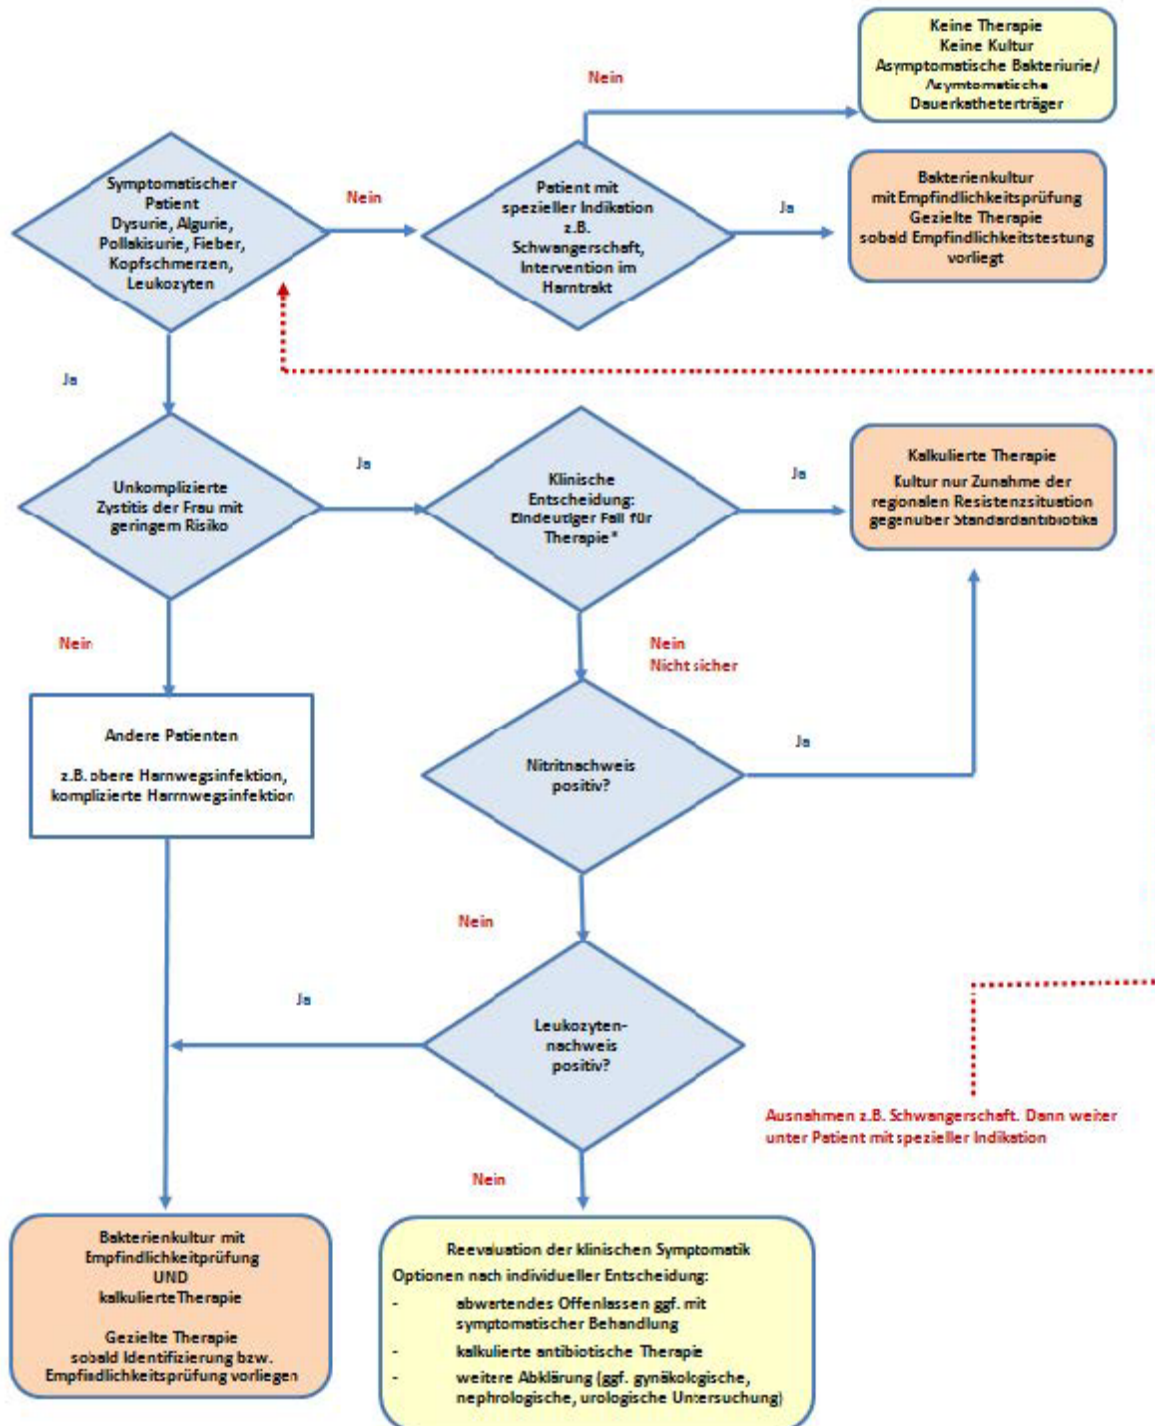 Keine Therapie
Keine Kultur
Asymptomatische Bakteriurie/
Asymtomatische
Dauerkatheterträger
Nein
Symptomatischer
Patient
Dysurie, Algurie,
Pollakisurie, Fieber,
Kopfschmerzen,
Leukozyten
Nein
Patient mit
spezieller Indikation
z.B.
Schwangerschaft,
Intervention im
Harntrakt
Ja
Bakterienkultur
mit Empfindlichkeitsprüfung
Gezielte Therapie
sobald Empfindlichkeitstestung
vorliegt
Ja
Unkomplizierte
Zystitis der Frau mit
geringem Risiko
Ja
Klinische
Entscheidung:
Eindeutiger Fall für
Therapie*
Ja
Kalkulierte Therapie
Kultur nur Zunahme der
regionalen Resistenzsituation
gegenüber Standardantibiotika
Nein
Nein
Nicht sicher
Andere Patienten
z.B. obere Harnwegsinfektion,
komplizierte Harrnwegsinfektion
Nitritnachweis
positiv?
Ja
Nein
Ja
Leukozyten-
nachweis
positiv?
Ausnahmen z.B. Schwangerschaft. Dann weiter
unter Patient mit spezieller Indikation
Nein
Bakterienkultur mit
Empfindlichkeitprüfung
UND
kalkulierte Therapie
Gezielte Therapie
sobald Identifizierung bzw.
Empfindlichkeitsprüfung vorliegen
Reevaluation der klinischen Symptomatik
Optionen nach individueller Entscheidung:
- abwartendes Offenlassen ggf. mit
symptomatischer Behandlung
- kalkulierte antibiotische Therapie
- weitere Abklärung (ggf. gynäkologische,
nephrologische, urologische Untersuchung)